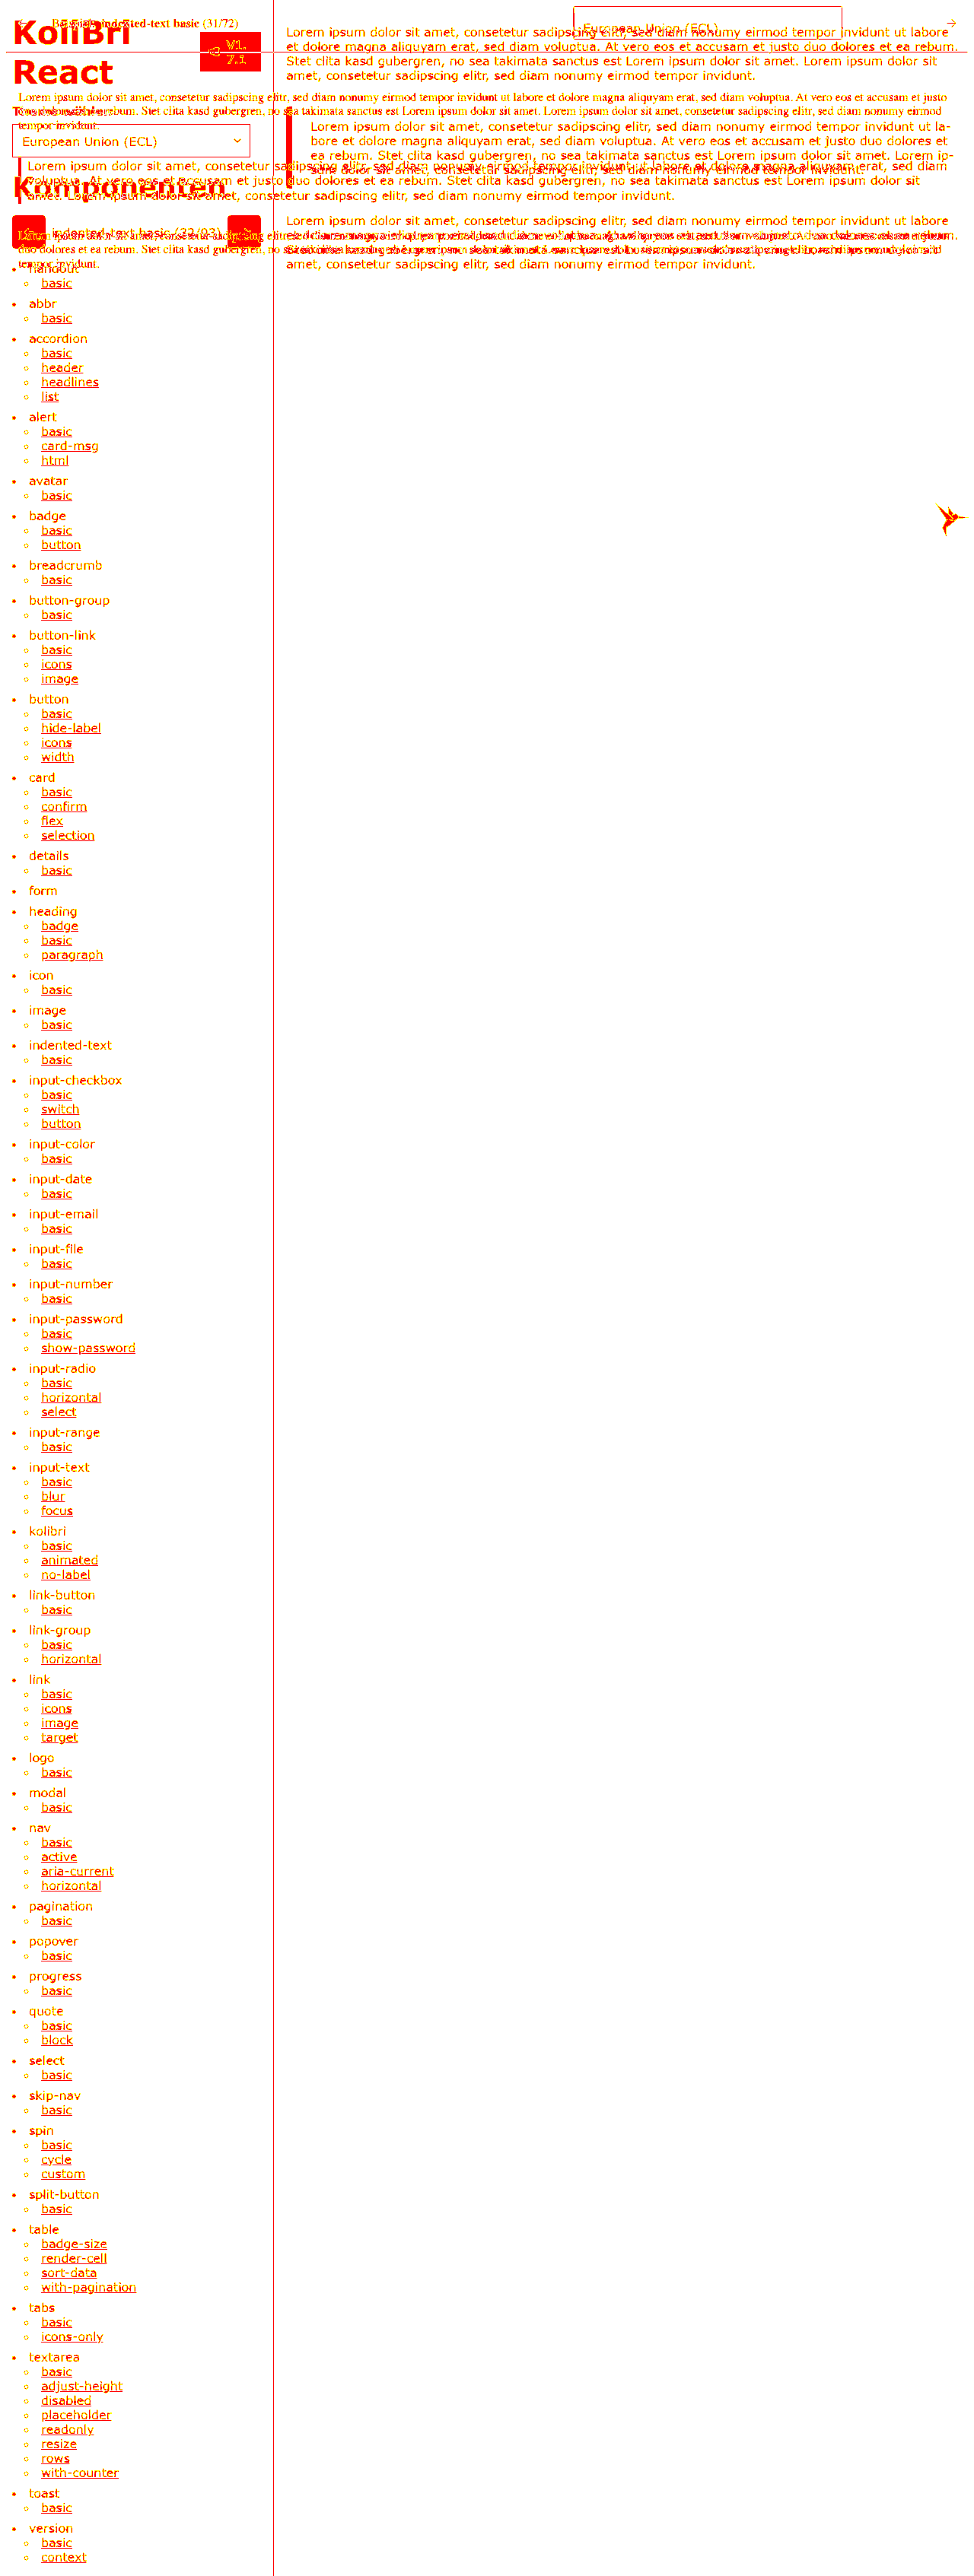 indented-text basic (31/72)
KoliBri
React
v1.
7.1
European Union (ECL)
Lorem ipsum dolor sit amet, consetetur sadipscing elitr, sed diam nonumy eirmod tempor invidunt ut labore
et dolore magna aliquyam erat, sed diam voluptua. At vero eos et accusam et justo duo dolores et ea rebum.
Stet clita kasd gubergren, no sea takimata sanctus est Lorem ipsum dolor sit amet. Lorem ipsum dolor sit
amet, consetetur sadipscing elitr, sed diam nonumy eirmod tempor invidunt.
Lorem ipsum dolor sit amet, consetetur sadipscing elitr, sed diam nonumy eirmod tempor invidunt ut labore et dolore magna aliquyam erat, sed diam voluptua. At vero eos et accusam et justo
tempor invidunt.
European Union (ECL)
Lorem ipsum dolor sit amet, consetetur sadipscing elitr, sed diam nonumy eirmod tempor invidunt ut la-
bore et dolore magna aliquyam erat, sed diam voluptua. At vero eos et accusam et justo duo dolores et
ea rebum. Stet clita kasd gubergren, no sea takimata sanctus est Lorem ipsum dolor sit amet. Lorem ip-
Lorem ipsum dolor sit amet, consetetur sadipscing elitr, sed diam nonumy eirmod tempor invidunt ut labore et dolore magna aliquyam erat, sed diam
voluptua. At vero eos et accusam et justo duo dolores et ea rebum. Stet clita kasd gubergren, no sea takimata sanctus est Lorem ipsum dolor sit
amet. Lorem ipsum dolor sit amet, consetetur sadipscing elitr, sed diam nonumy eirmod tempor invidunt.
Komponenten
indented-text basic (32/93)
Lorem ipsum dolor sit amet, consetetur sadipscing elitr, sed diam nonumy eirmod tempor invidunt ut labore
amet, consetetur sadipscing elitr, sed diam nonumy eirmod tempor invidunt.
tempor invidunt.
handout
basic
abbr
basic
accordion
basic
header
headlines
list
alert
basic
card-msg
html
avatar
basic
badge
basic
button
breadcrumb
basic
button-group
basic
button-link
basic
icons
image
button
basic
hide-label
icons
width
card
basic
confirm
flex
selection
details
basic
form
heading
badge
basic
paragraph
icon
basic
image
basic
indented-text
basic
input-checkbox
basic
switch
button
input-color
basic
input-date
basic
input-email
basic
input-file
basic
input-number
basic
input-password
basic
show-password
input-radio
basic
horizontal
select
input-range
basic
input-text
basic
blur
focus
kolibri
basic
animated
no-label
link-button
basic
link-group
basic
horizontal
link
basic
icons
image
target
logo
basic
modal
basic
nav
basic
active
aria-current
horizontal
pagination
basic
popover
basic
progress
basic
quote
basic
block
select
basic
skip-nav
basic
spin
basic
cycle
custom
split-button
basic
table
badge-size
render-cell
sort-data
with-pagination
tabs
basic
icons-only
textarea
basic
adjust-height
disabled
placeholder
readonly
resize
rows
with-counter
toast
basic
version
basic
context